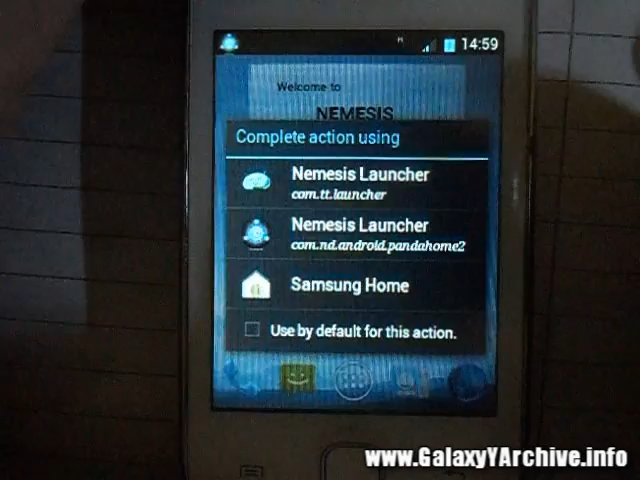 14:59
Welcome to
NEMESIS
Complete action using
Nemesis Launcher
com.tt.launcher
Nemesis Launcher
com.nd.android.pandahome2
Samsung Home
Use by default for this action.
www.GalaxyYArchive.info